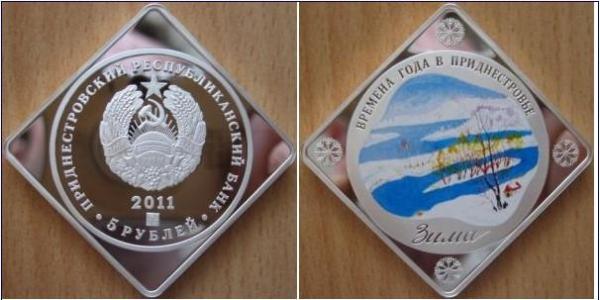 ПРИДНЕСТРОВСКИЙ РЕСПУБЛИКАНСКИЙ БАНК
2011
• 5 РУБЛЕЙ •
ВРЕМЕНА ГОДА В ПРИДНЕСТРОВЬЕ
Зима